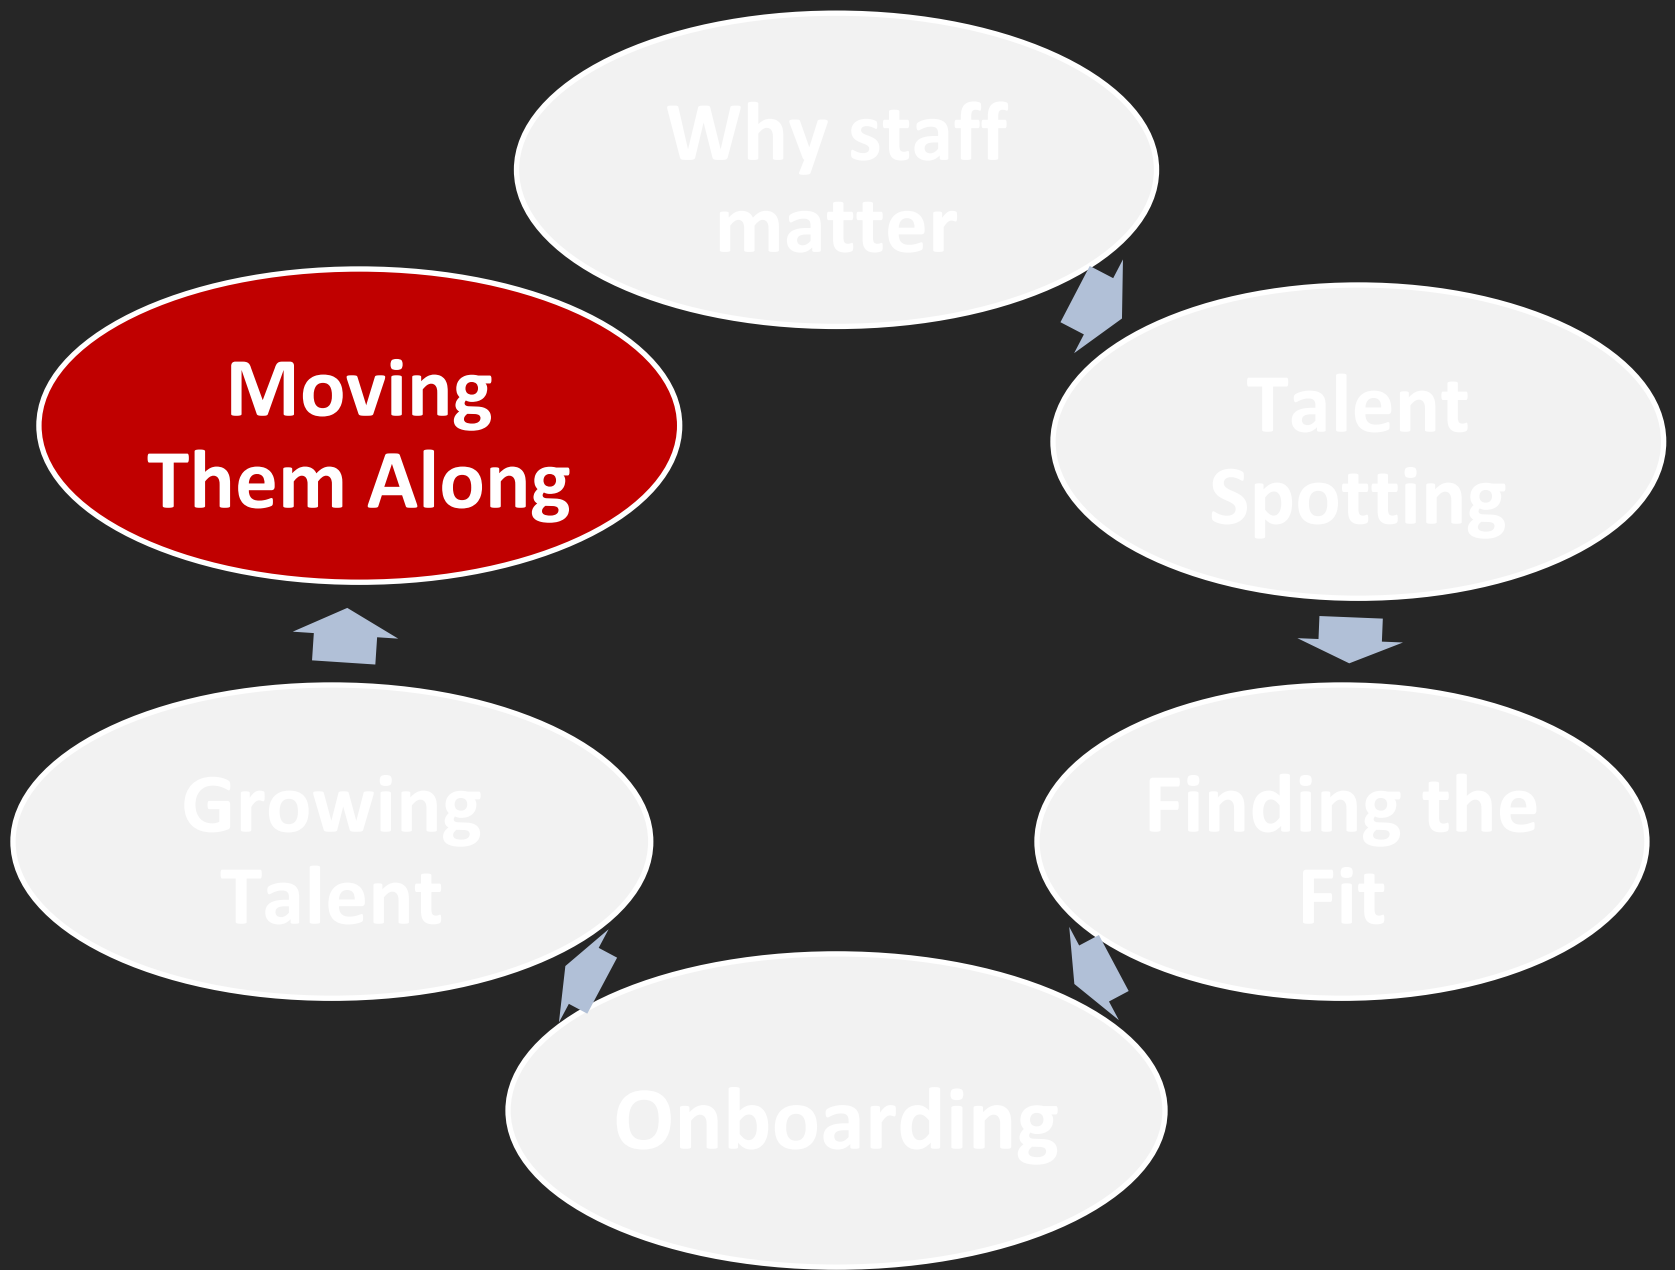 Why staff
matter
Talent
Spotting
Finding the
Fit
Onboarding
Growing
Talent
Moving
Them Along